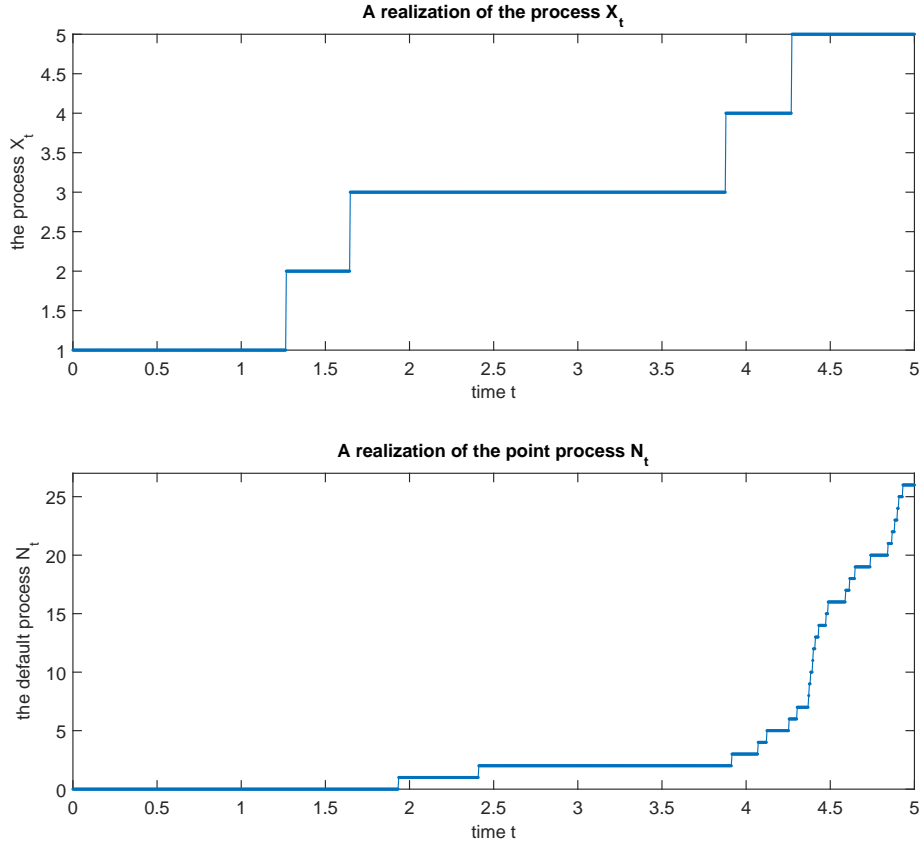 A realization of the process X_t
the process X_t
5
4.5
4
3.5
3
2.5
2
1.5
1
0 0.5 1 1.5 2 2.5 3 3.5 4 4.5 5
time t
A realization of the point process N_t
the default process N_t
25
20
15
10
5
0
0 0.5 1 1.5 2 2.5 3 3.5 4 4.5 5
time t